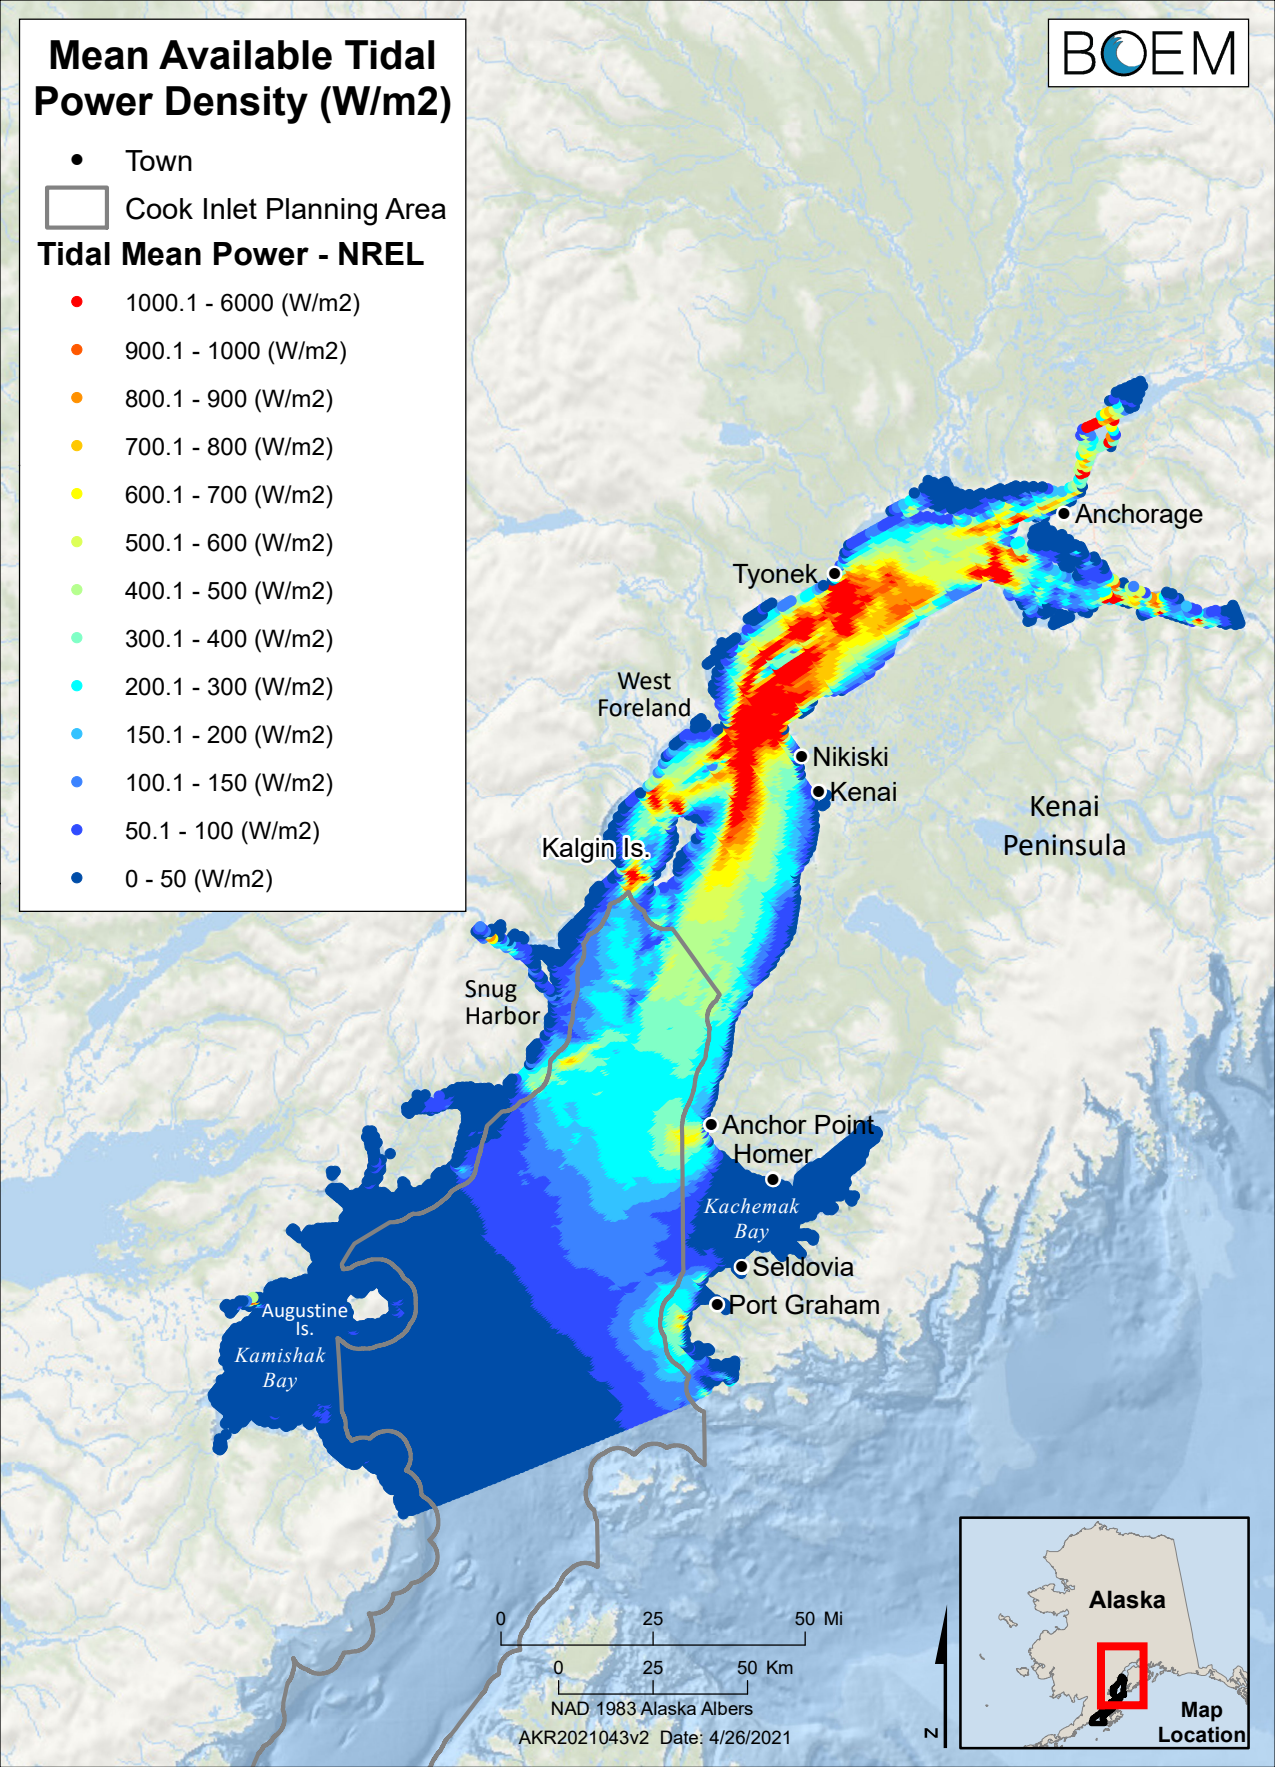 Mean Available Tidal
Power Density (W/m2)
Town
Cook Inlet Planning Area
Tidal Mean Power - NREL
1000.1 - 6000 (W/m2)
900.1 - 1000 (W/m2)
800.1 - 900 (W/m2)
700.1 - 800 (W/m2)
600.1 - 700 (W/m2)
500.1 - 600 (W/m2)
400.1 - 500 (W/m2)
300.1 - 400 (W/m2)
200.1 - 300 (W/m2)
150.1 - 200 (W/m2)
100.1 - 150 (W/m2)
50.1 - 100 (W/m2)
0 - 50 (W/m2)
BOEM
Anchorage
Tyonek
West
Foreland
Nikiski
Kenai
Kenai
Peninsula
Kalgin Is.
Snug
Harbor
Anchor Point
Homer
Kachemak
Bay
Seldovia
Port Graham
Augustine
Is.
Kamishak
Bay
0 25 50 Mi
0 25 50 Km
NAD 1983 Alaska Albers
AKR2021043v2 Date: 4/26/2021
N
Alaska
Map
Location